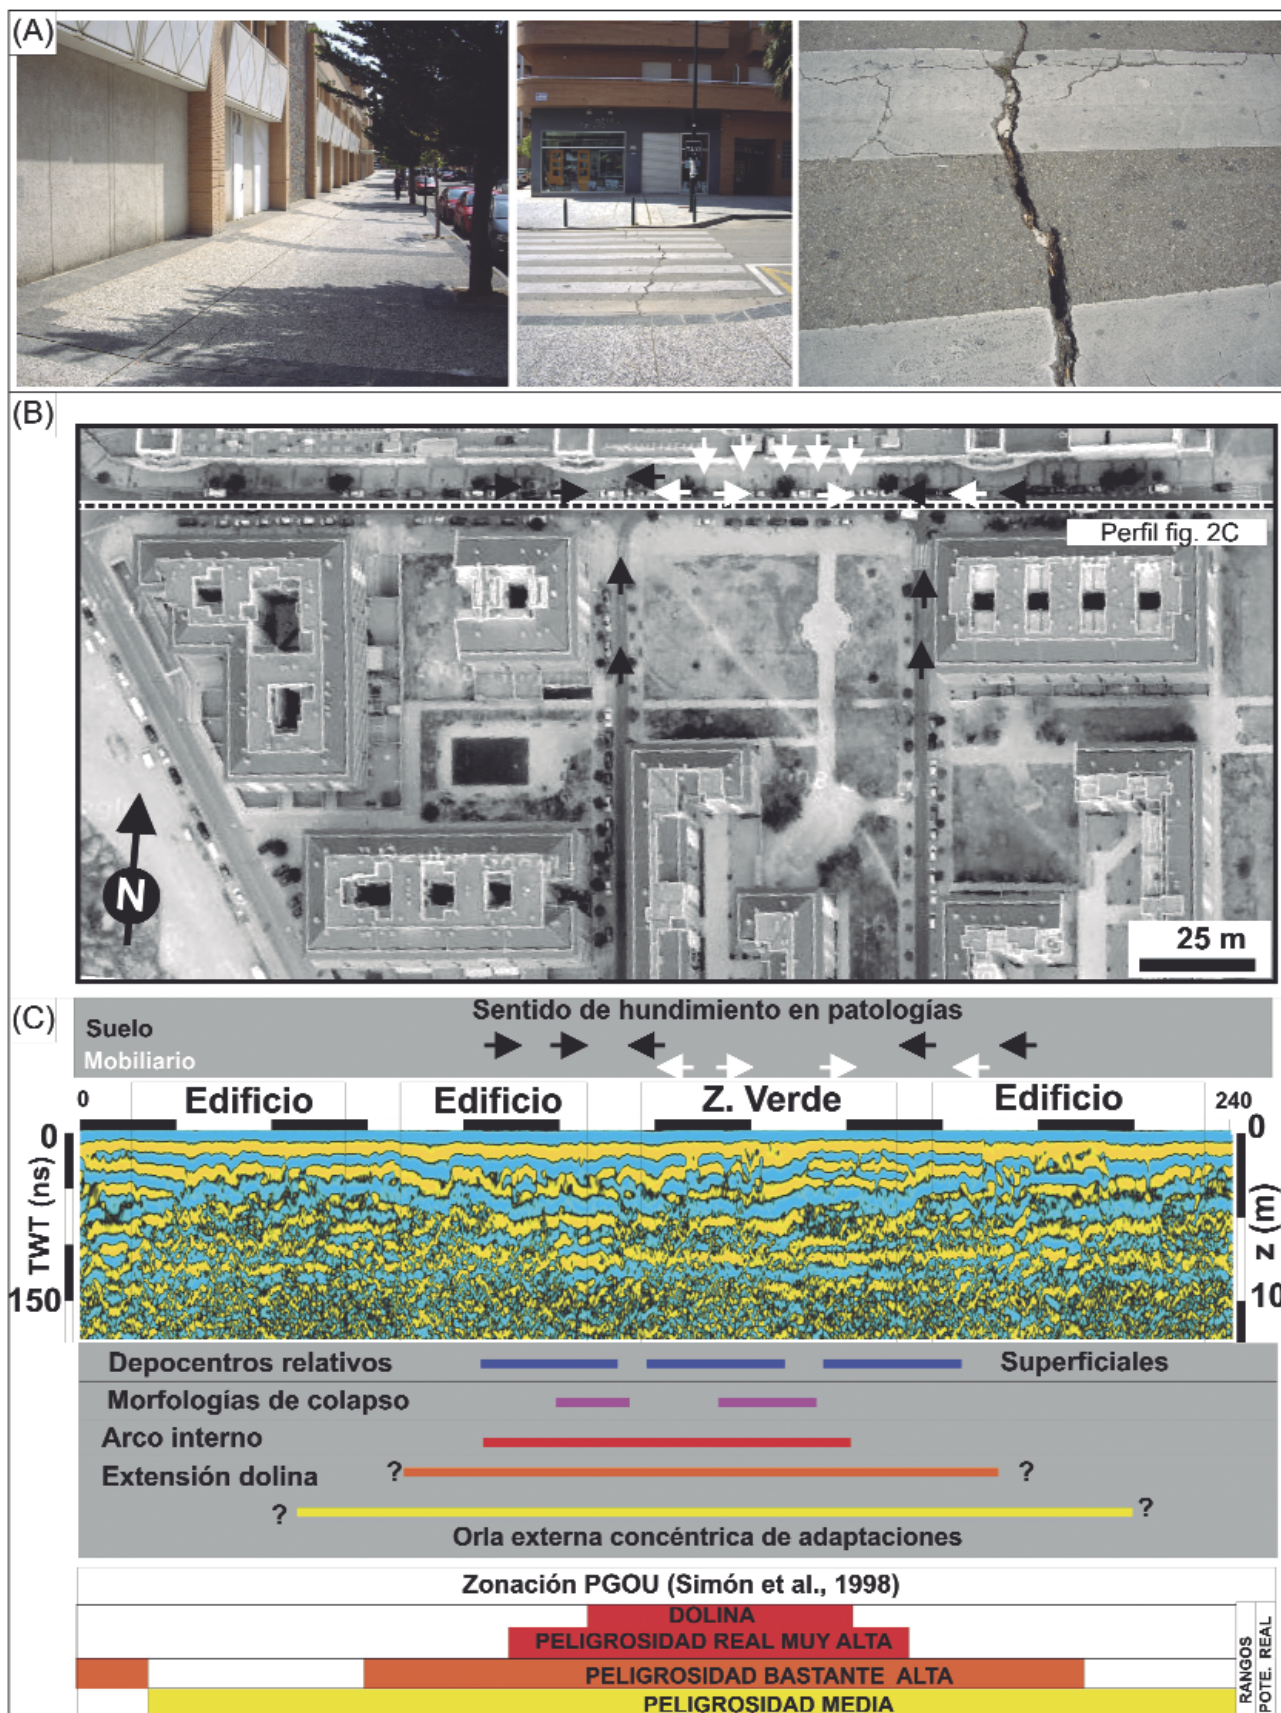 (A)
(B)
Perfil fig. 2C
N
25 m
(C)
Sentido de hundimiento en patologías
Suelo
Mobiliario
0 Edificio Edificio Z. Verde Edificio 240
0 0
TWT (ns) z (m)
150 10
Depocentros relativos Superficiales
Morfologías de colapso
Arco interno
Extensión dolina ? ?
? ?
Orla externa concéntrica de adaptaciones
Zonación PGOU (Simón et al., 1998)
DOLINA
PELIGROSIDAD REAL MUY ALTA
PELIGROSIDAD BASTANTE ALTA
PELIGROSIDAD MEDIA
RANGOS
POTE. REAL